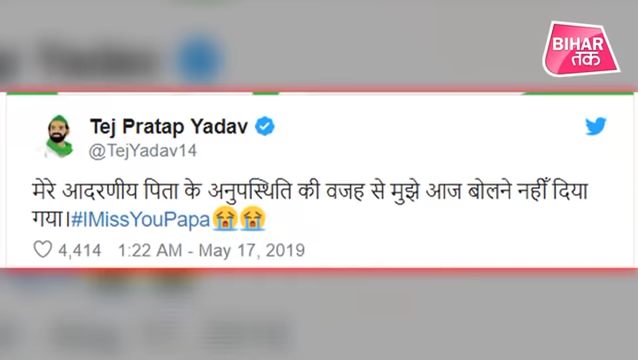 BIHAR
तक
Tej Pratap Yadav
@TejYadav14
मेरे आदरणीय पिता के अनुपस्थिति की वजह से मुझे आज बोलने नहीँ दिया
गया।#IMissYouPapa😭😭
4,414 1:22 AM - May 17, 2019